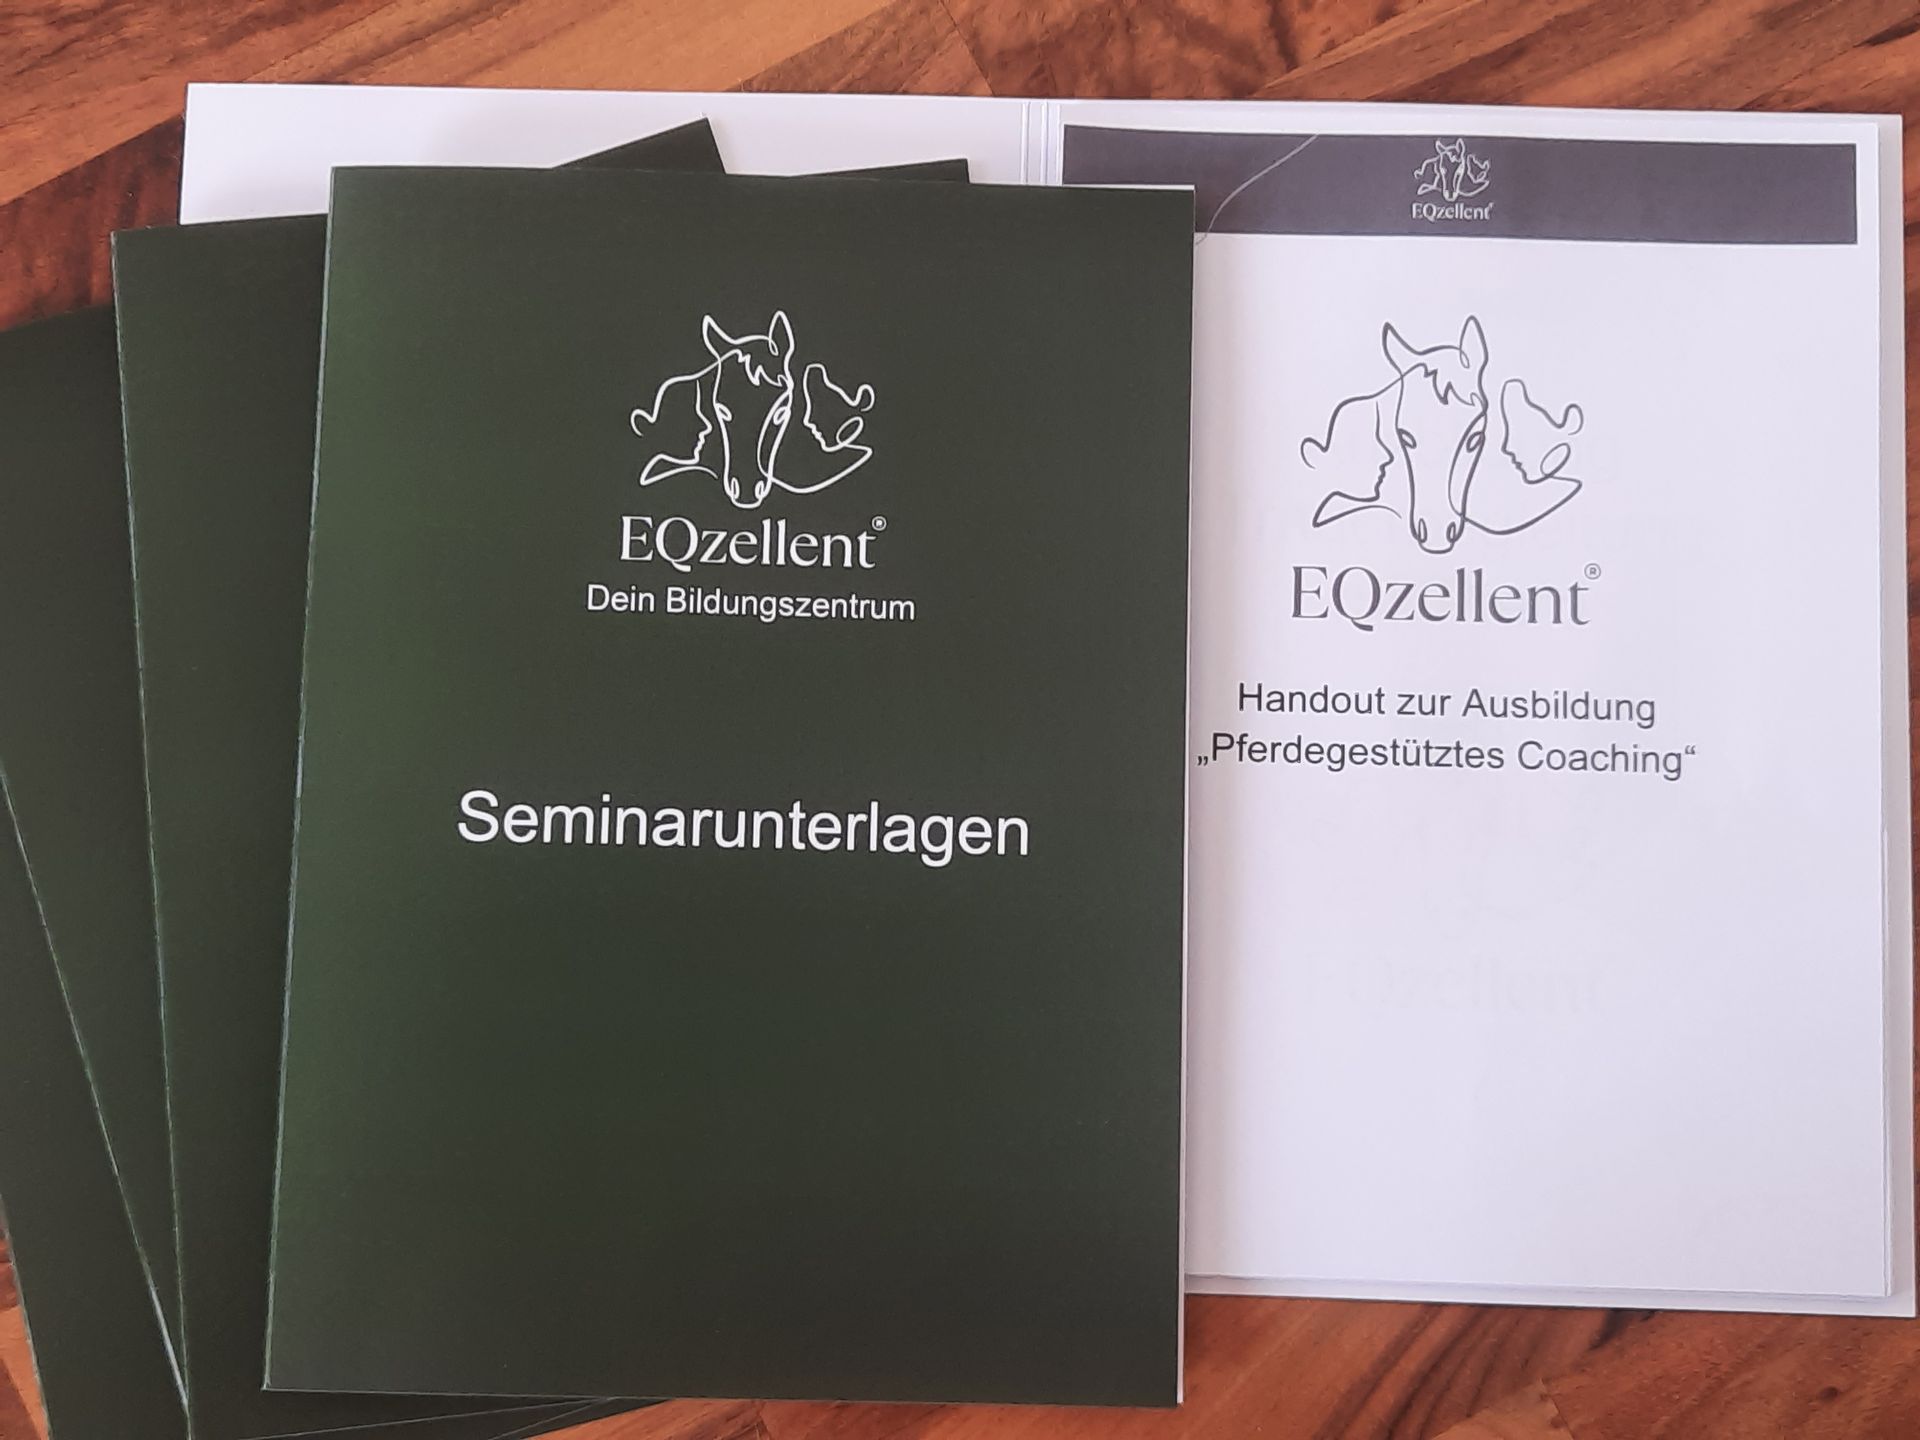 EQzellent®
Dein Bildungszentrum
Seminarunterlagen
EQzellent®
EQzellent®
Handout zur Ausbildung
„Pferdegestütztes Coaching“